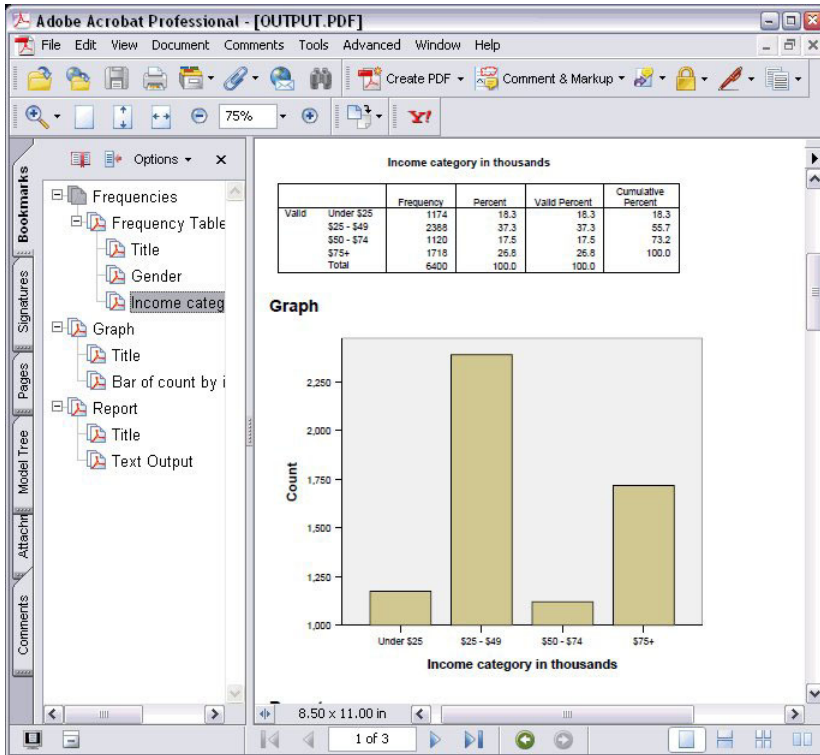 Adobe Acrobat Professional - [OUTPUT.PDF]
File Edit View Document Comments Tools Advanced Window Help
Create PDF Comment & Markup
75% Y!
Bookmarks
Signatures
Pages
Model Tree
Attachn
Comments
Options x
Frequencies
Frequency Table
Title
Gender
Income categ
Graph
Title
Bar of count by i
Report
Title
Text Output
Income category in thousands
Frequency Percent Valid Percent Cumulative Percent
Valid Under $25 1174 18.3 18.3 18.3
$25 - $49 2388 37.3 37.3 55.7
$50 - $74 1120 17.5 17.5 73.2
$75+ 1718 26.8 26.8 100.0
Total 6400 100.0 100.0
Graph
Count
2,250
2,000
1,750
1,500
1,250
1,000
Under $25 $25 - $49 $50 - $74 $75+
Income category in thousands
8.50 x 11.00 in
1 of 3